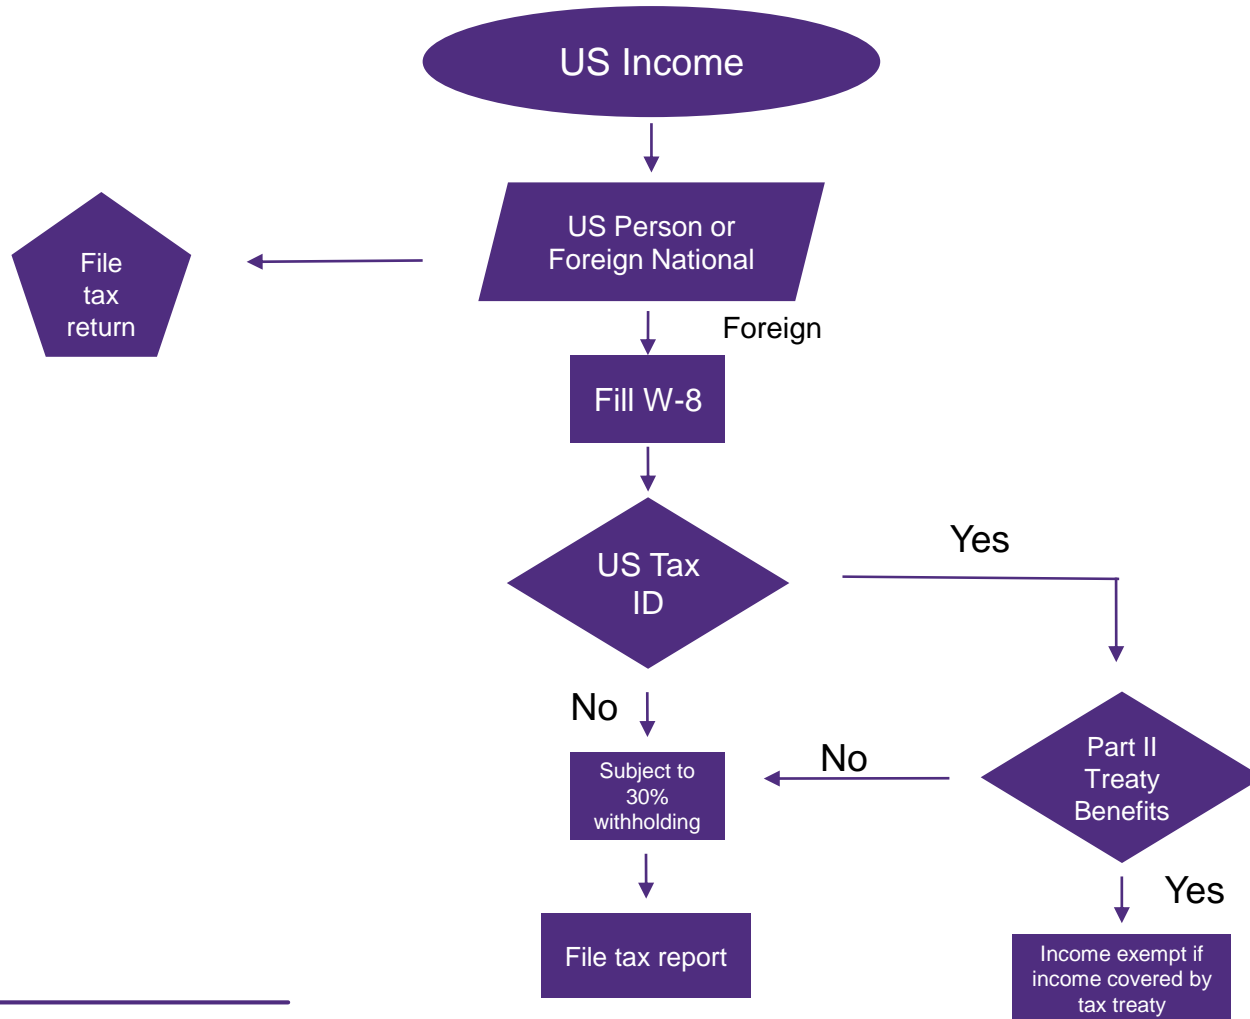 US Income
US Person or
Foreign National
File
tax
return
Foreign
Fill W-8
US Tax
ID
Yes
No
Subject to
30%
withholding
No
Part II
Treaty
Benefits
Yes
File tax report
Income exempt if
income covered by
tax treaty